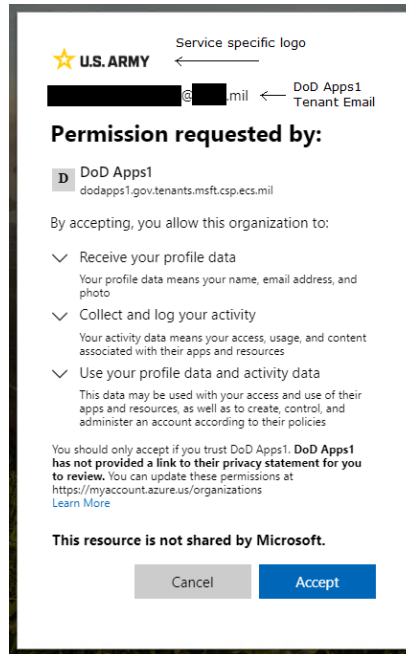 Service specific logo
U.S. ARMY
@ .mil
DoD Apps1
Tenant Email
Permission requested by:
D
DoD Apps1
dodapps1.gov.tenants.msft.csp.ecs.mil
By accepting, you allow this organization to:
Receive your profile data
Your profile data means your name, email address, and
photo
Collect and log your activity
Your activity data means your access, usage, and content
associated with their apps and resources
Use your profile data and activity data
This data may be used with your access and use of their
apps and resources, as well as to create, control, and
administer an account according to their policies
You should only accept if you trust DoD Apps1. DoD Apps1
has not provided a link to their privacy statement for you
to review. You can update these permissions at
https://myaccount.azure.us/organizations
Learn More
This resource is not shared by Microsoft.
Cancel
Accept